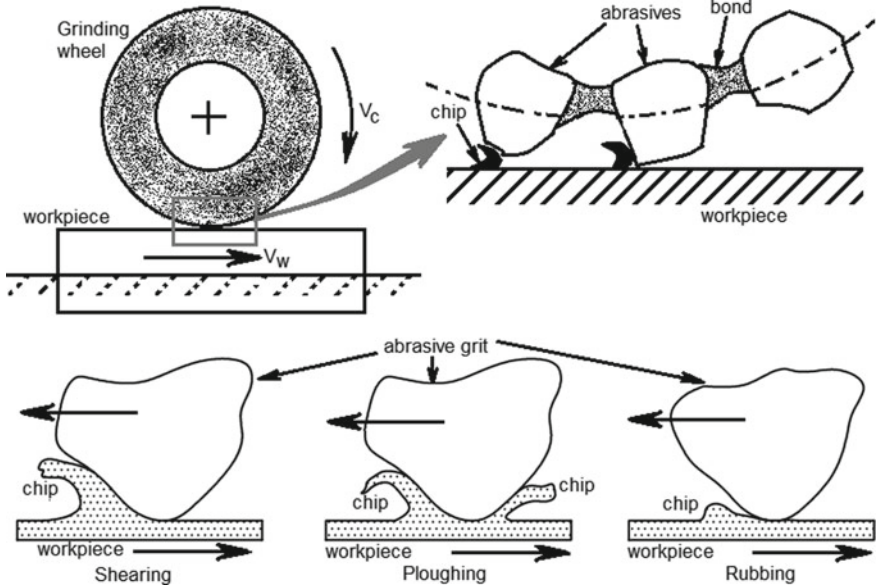 Grinding
wheel
V_C
workpiece
V_W
abrasives
bond
chip
workpiece
abrasive grit
chip
workpiece
Shearing
chip
chip
workpiece
Ploughing
chip
workpiece
Rubbing